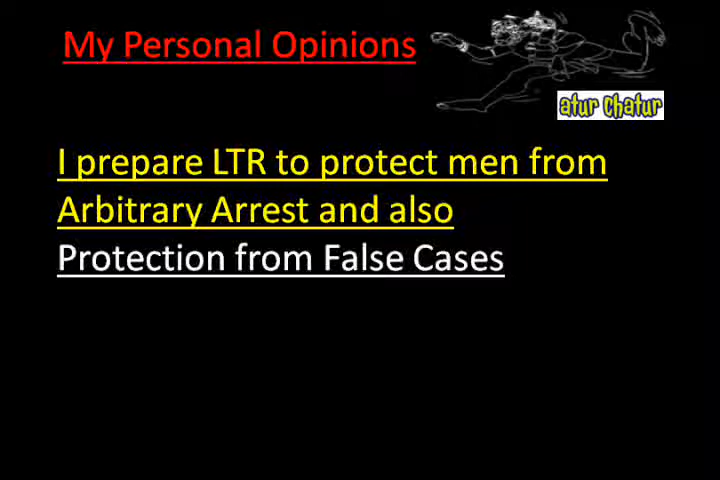 My Personal Opinions
atur chatur
I prepare LTR to protect men from
Arbitrary Arrest and also
Protection from False Cases